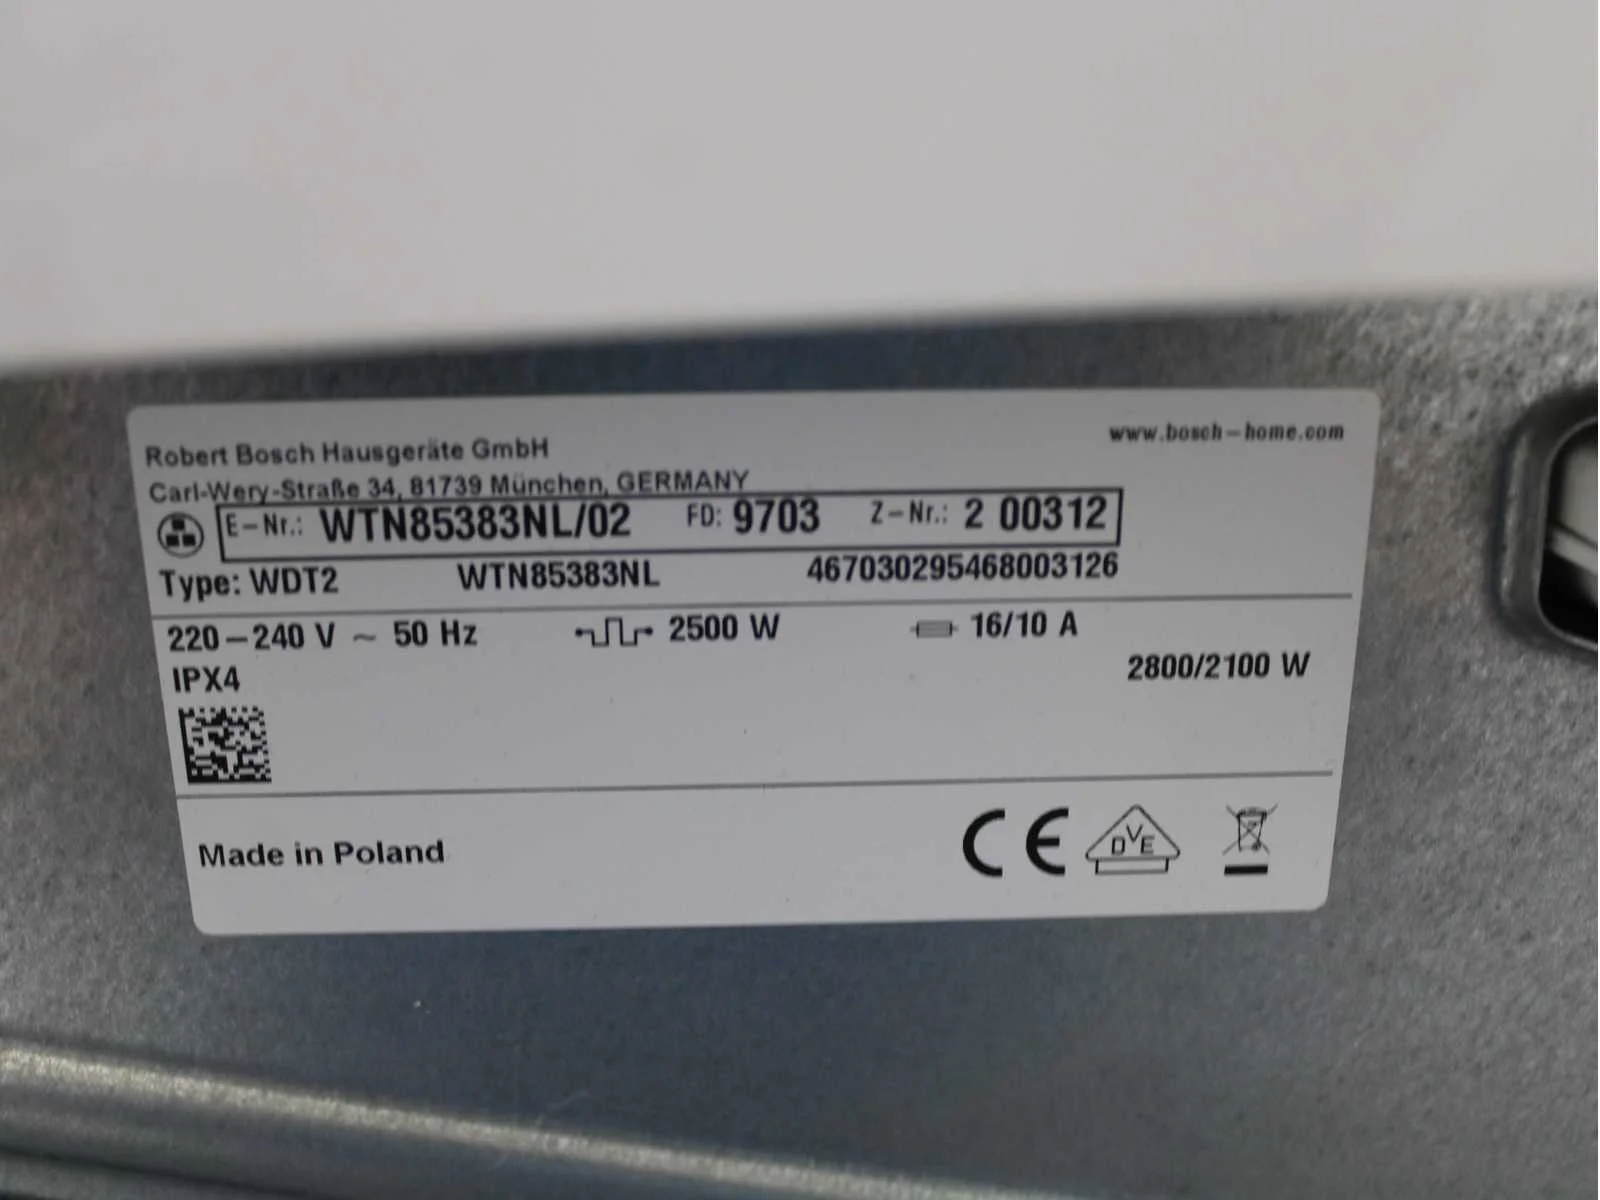 www.bosch-home.com
Robert Bosch Hausgeräte GmbH
Carl-Wery-Straße 34, 81739 München, GERMANY
E-Nr.: WTN85383NL/02 FD: 9703 Z-Nr.: 2 00312
Type: WDT2 WTN85383NL 467030295468003126
220-240 V ~ 50 Hz 2500 W 16/10 A
IPX4 2800/2100 W
Made in Poland CE DVE